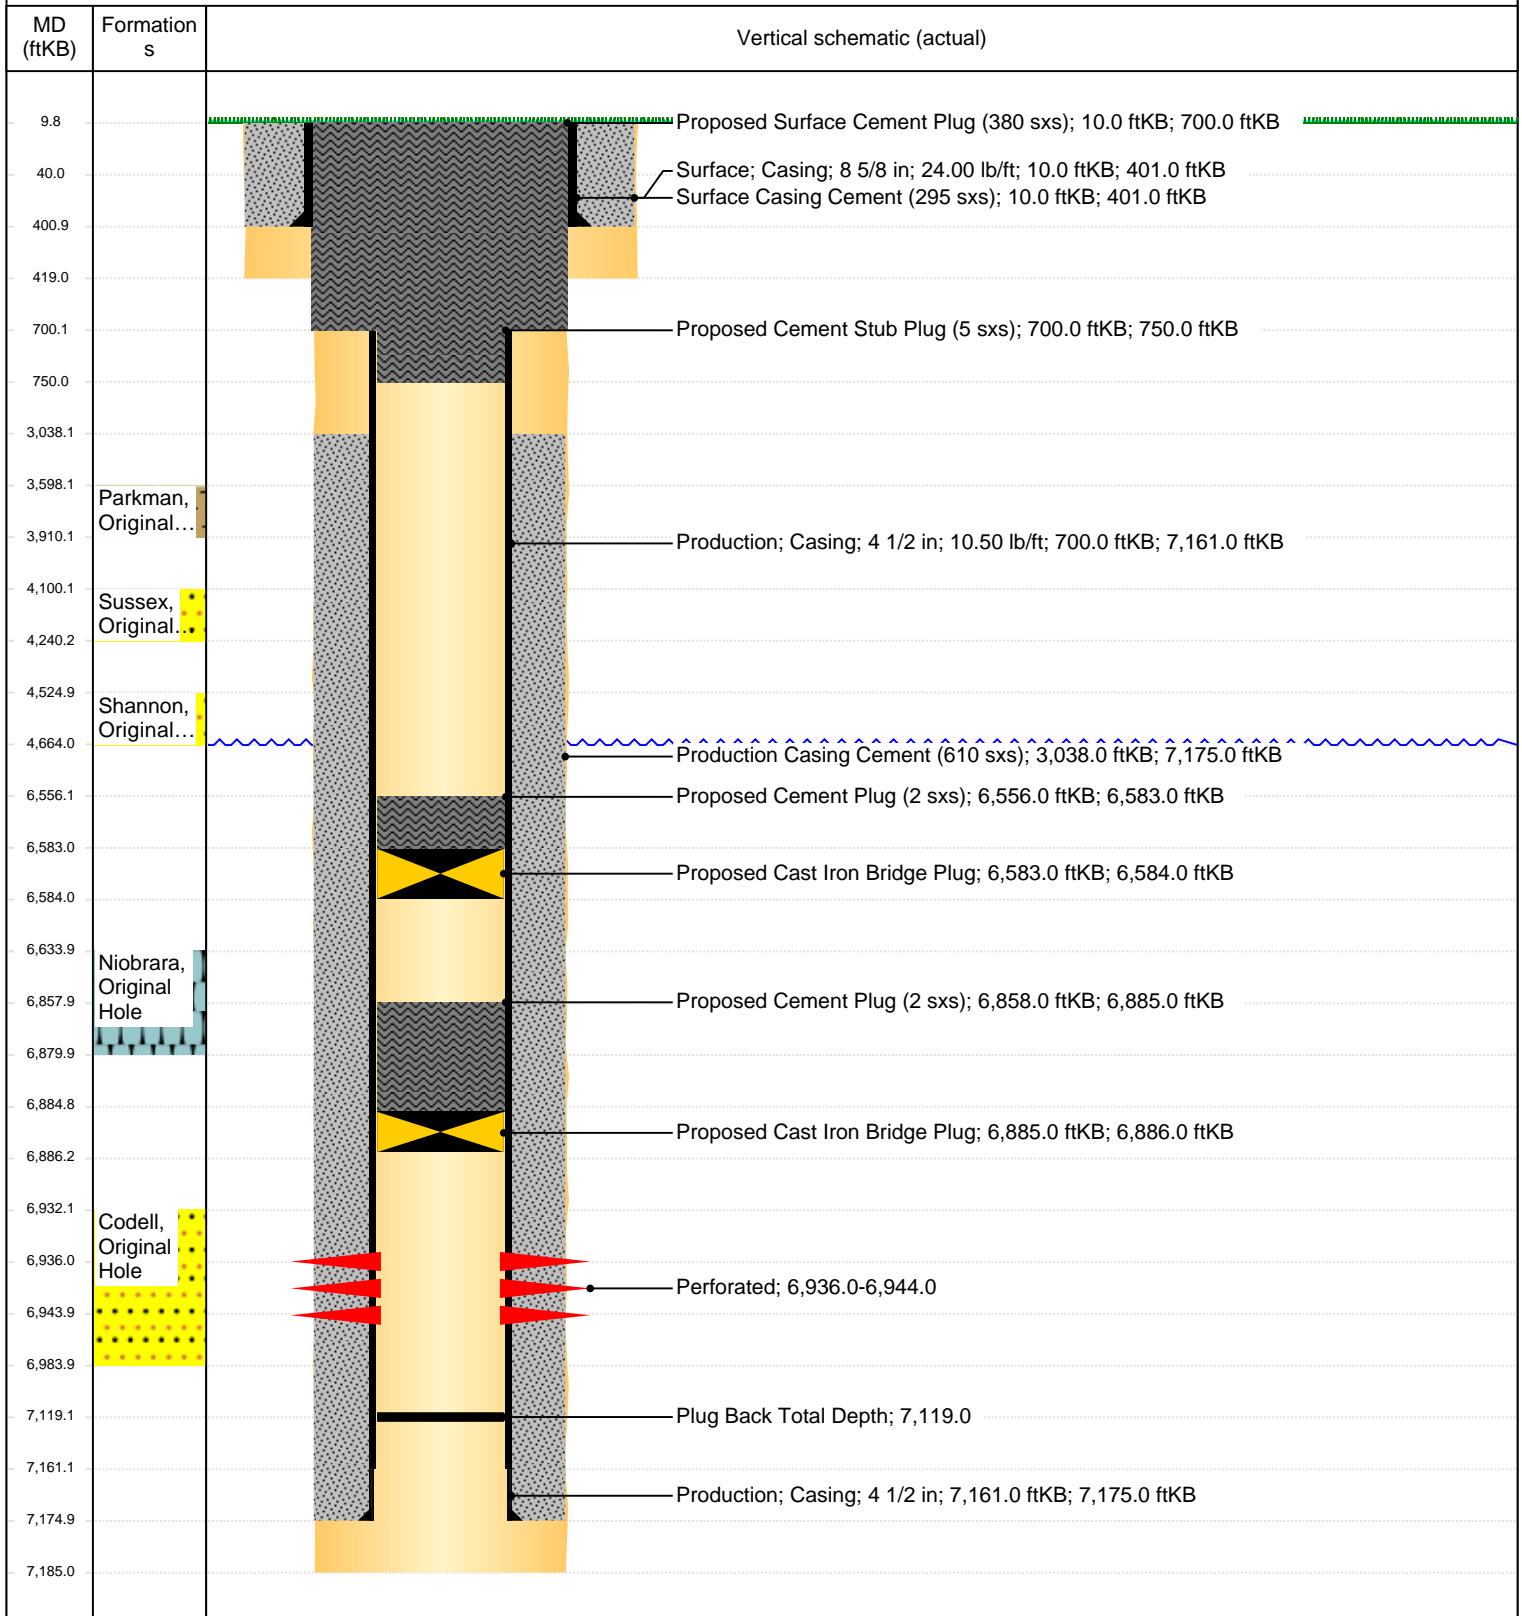 MD
(ftKB)
Formation
s
Vertical schematic (actual)
9.8
Proposed Surface Cement Plug (380 sxs); 10.0 ftKB; 700.0 ftKB
40.0
Surface; Casing; 8 5/8 in; 24.00 lb/ft; 10.0 ftKB; 401.0 ftKB
Surface Casing Cement (295 sxs); 10.0 ftKB; 401.0 ftKB
400.9
419.0
700.1
Proposed Cement Stub Plug (5 sxs); 700.0 ftKB; 750.0 ftKB
750.0
3,038.1
3,598.1
Parkman,
Original...
3,910.1
Production; Casing; 4 1/2 in; 10.50 lb/ft; 700.0 ftKB; 7,161.0 ftKB
4,100.1
Sussex,
Original...
4,240.2
4,524.9
Shannon,
Original...
4,664.0
Production Casing Cement (610 sxs); 3,038.0 ftKB; 7,175.0 ftKB
6,556.1
Proposed Cement Plug (2 sxs); 6,556.0 ftKB; 6,583.0 ftKB
6,583.0
Proposed Cast Iron Bridge Plug; 6,583.0 ftKB; 6,584.0 ftKB
6,584.0
6,633.9
Niobrara,
Original
Hole
6,857.9
Proposed Cement Plug (2 sxs); 6,858.0 ftKB; 6,885.0 ftKB
6,879.9
6,884.8
Proposed Cast Iron Bridge Plug; 6,885.0 ftKB; 6,886.0 ftKB
6,886.2
6,932.1
Codell,
Original
Hole
6,936.0
Perforated; 6,936.0-6,944.0
6,943.9
6,983.9
7,119.1
Plug Back Total Depth; 7,119.0
7,161.1
Production; Casing; 4 1/2 in; 7,161.0 ftKB; 7,175.0 ftKB
7,174.9
7,185.0